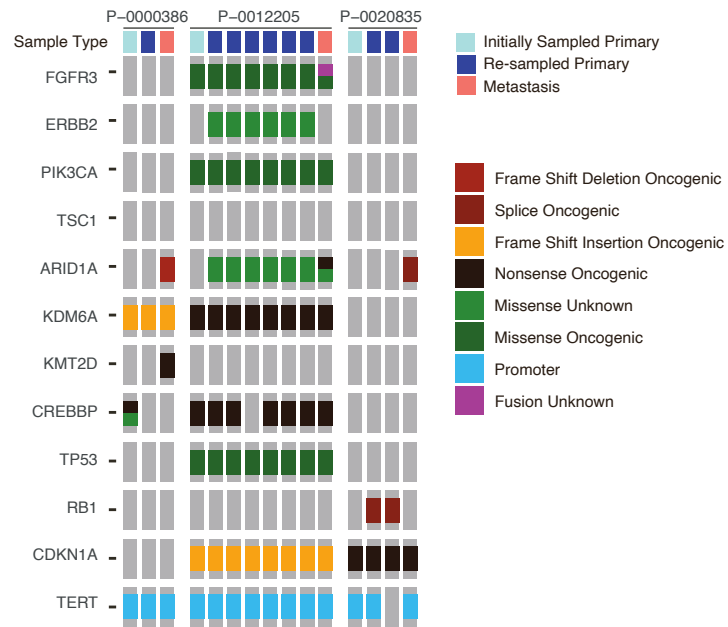 P-0000386 P-0012205 P-0020835
Sample Type
FGFR3
ERBB2
PIK3CA
TSC1
ARID1A
KDM6A
KMT2D
CREBBP
TP53
RB1
CDKN1A
TERT
Initially Sampled Primary
Re-sampled Primary
Metastasis
Frame Shift Deletion Oncogenic
Splice Oncogenic
Frame Shift Insertion Oncogenic
Nonsense Oncogenic
Missense Unknown
Missense Oncogenic
Promoter
Fusion Unknown